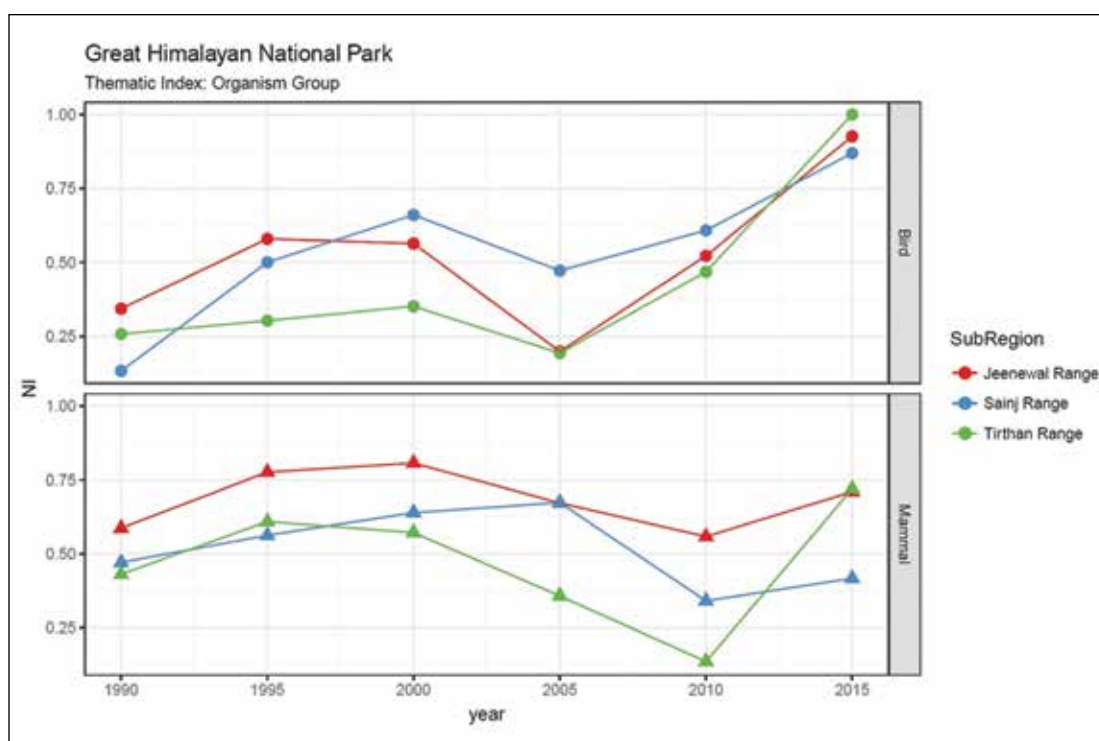 Great Himalayan National Park
Thematic Index: Organism Group
1.00
0.75
0.50
0.25
Bird
NI
1.00
0.75
0.50
0.25
Mammal
1990
1995
2000
2005
2010
2015
year
SubRegion
Jeenewal Range
Sainj Range
Tirthan Range